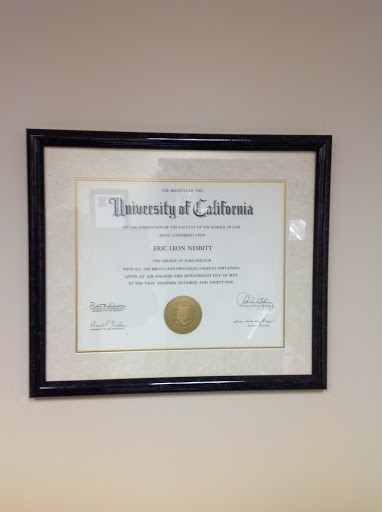 THE REGENTS OF THE
University of California
ON THE NOMINATION OF THE FACULTY OF THE SCHOOL OF LAW
HAVE CONFERRED UPON
ERIC LEON NESBITT
THE DEGREE OF JURIS DOCTOR
WITH ALL THE RIGHTS AND PRIVILEGES THERETO PERTAINING
GIVEN AT LOS ANGELES THIS SEVENTEENTH DAY OF MAY
IN THE YEAR NINETEEN HUNDRED AND NINETY-ONE